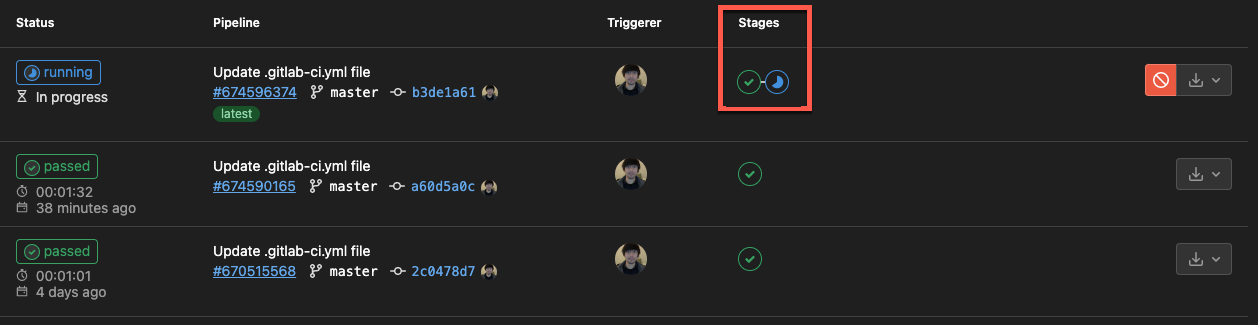 Status Pipeline Triggerer Stages
running Update .gitlab-ci.yml file
In progress #674596374 master b3de1a61
latest
passed Update .gitlab-ci.yml file
00:01:32 #674590165 master a60d5a0c
38 minutes ago
passed Update .gitlab-ci.yml file
00:01:01 #670515568 master 2c0478d7
4 days ago